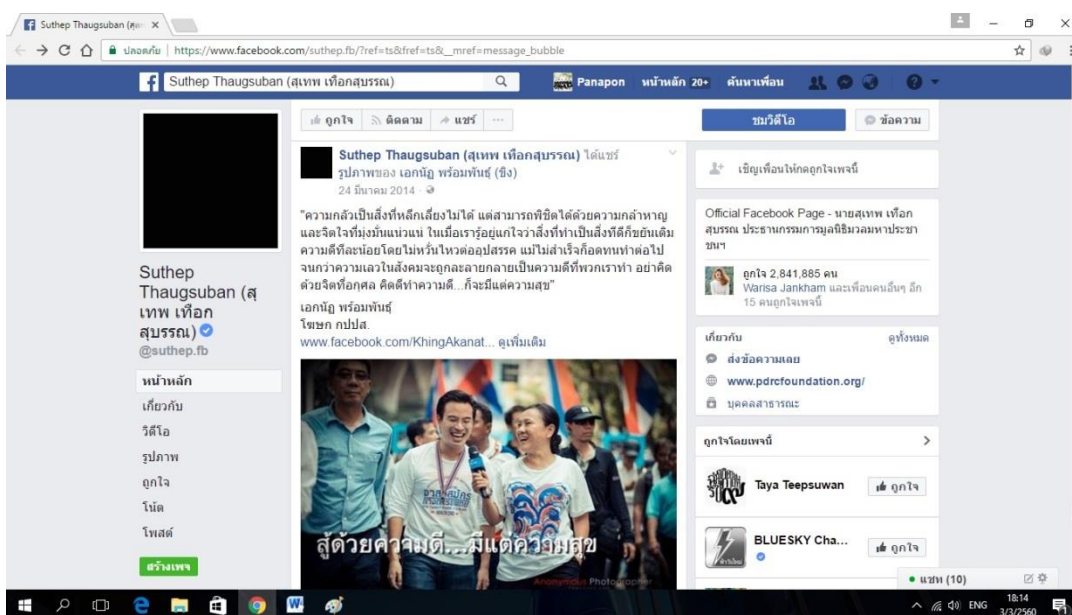 Suthep Thaugsuban (สุเ
ปลอดภัย | https://www.facebook.com/suthep.fb/?ref=ts&fref=ts&__mref=message_bubble
Suthep Thaugsuban (สุเทพ เทือกสุบรรณ)
Panapon หน้าหลัก 20+ ค้นหาเพื่อน
Suthep
Thaugsuban (สุ
เทพ เทือก
สุบรรณ)
@suthep.fb
หน้าหลัก
เกี่ยวกับ
วิดีโอ
รูปภาพ
ถูกใจ
โน้ต
โพสต์
สร้างเพจ
ถูกใจ ติดตาม แชร์ ...
Suthep Thaugsuban (สุเทพ เทือกสุบรรณ) ได้แชร์
รูปภาพของ เอกนัฏ พร้อมพันธุ์ (ขิง)
24 มีนาคม 2014 ·
"ความกลัวเป็นสิ่งที่หลีกเลี่ยงไม่ได้ แต่สามารถพิชิตได้ด้วยความกล้าหาญ
และจิตใจที่มุ่งมั่นแน่วแน่ ในเมื่อเรารู้อยู่แก่ใจว่าสิ่งที่ทำเป็นสิ่งที่ดีก็ขยันเติม
ความดีทีละน้อยโดยไม่หวั่นไหวต่ออุปสรรค แม้ไม่สำเร็จก็อดทนทำต่อไป
จนกว่าความเลวในสังคมจะถูกละลายกลายเป็นความดีที่พวกเราทำ อย่าคิด
ด้วยจิตที่อกุศล คิดดีทำความดี...ก็จะมีแต่ความสุข"
เอกนัฏ พร้อมพันธุ์
โฆษก กปปส.
www.facebook.com/KhingAkanat... ดูเพิ่มเติม
สู้ด้วยความดี....มีแต่ความสุข
Anonymous Photographer
ชมวิดีโอ ข้อความ
เชิญเพื่อนให้กดถูกใจเพจนี้
Official Facebook Page - นายสุเทพ เทือก
สุบรรณ ประธานกรรมการมูลนิธิมวลมหาประชา
ชนฯ
ถูกใจ 2,841,885 คน
Warisa Jankham และเพื่อนคนอื่นๆ อีก
15 คนถูกใจเพจนี้
เกี่ยวกับ ดูทั้งหมด
ส่งข้อความเลย
www.pdrcfoundation.org/
บุคคลสาธารณะ
ถูกใจโดยเพจนี้
Taya Teepsuwan ถูกใจ
BLUESKY Cha... ถูกใจ
แชท (10)
ENG
18:14
3/3/2560